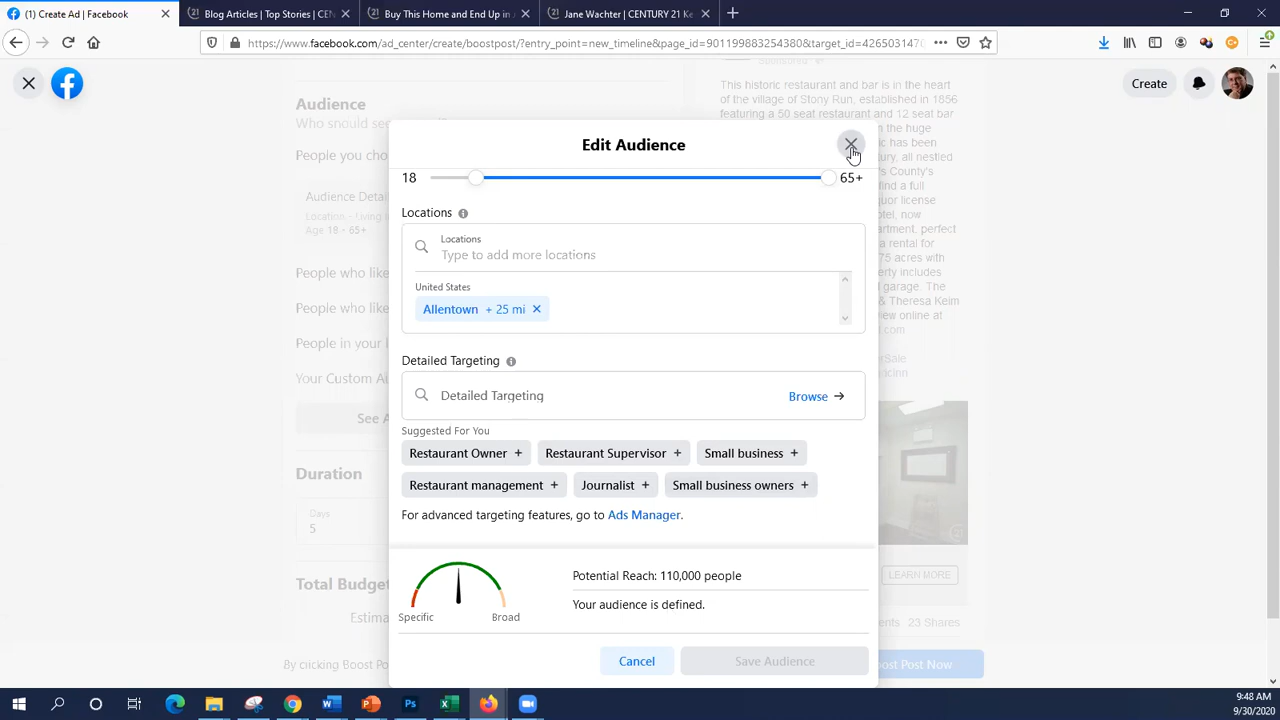 (1) Create Ad | Facebook
Blog Articles | Top Stories | CEN
Buy This Home and End Up in
Jane Wachter | CENTURY 21 Ke
https://www.facebook.com/ad_center/create/boostpost/?entry_point=new_timeline&page_id=901199883254380&target_id=4265031470
Create
Audience
Who should see
People you cho
Audience Detai
Location - Living i
Age 18 - 65+
People who like
People who like
People in your l
Your Custom Au
See A
Duration
Days
5
Total Budget
Estima
By clicking Boost Po
Edit Audience
18
65+
Locations
Locations
Type to add more locations
United States
Allentown + 25 mi
Detailed Targeting
Detailed Targeting
Browse
Suggested For You
Restaurant Owner +
Restaurant Supervisor +
Small business +
Restaurant management +
Journalist +
Small business owners +
For advanced targeting features, go to Ads Manager.
Specific
Broad
Potential Reach: 110,000 people
Your audience is defined.
Cancel
Save Audience
Sponsored
This historic restaurant and bar is in the heart
of the village of Stony Run, established in 1856
featuring a 50 seat restaurant and 12 seat bar
in the huge
ic has been
ury, all nestled
s County's
find a full
quor license
otel, now
artment, perfect
a rental for
75 acres with
perty includes
garage. The
& Theresa Keim
ew online at
.com
rSale
LEARN MORE
23 Shares
oost Post Now
9:48 AM
9/30/2020